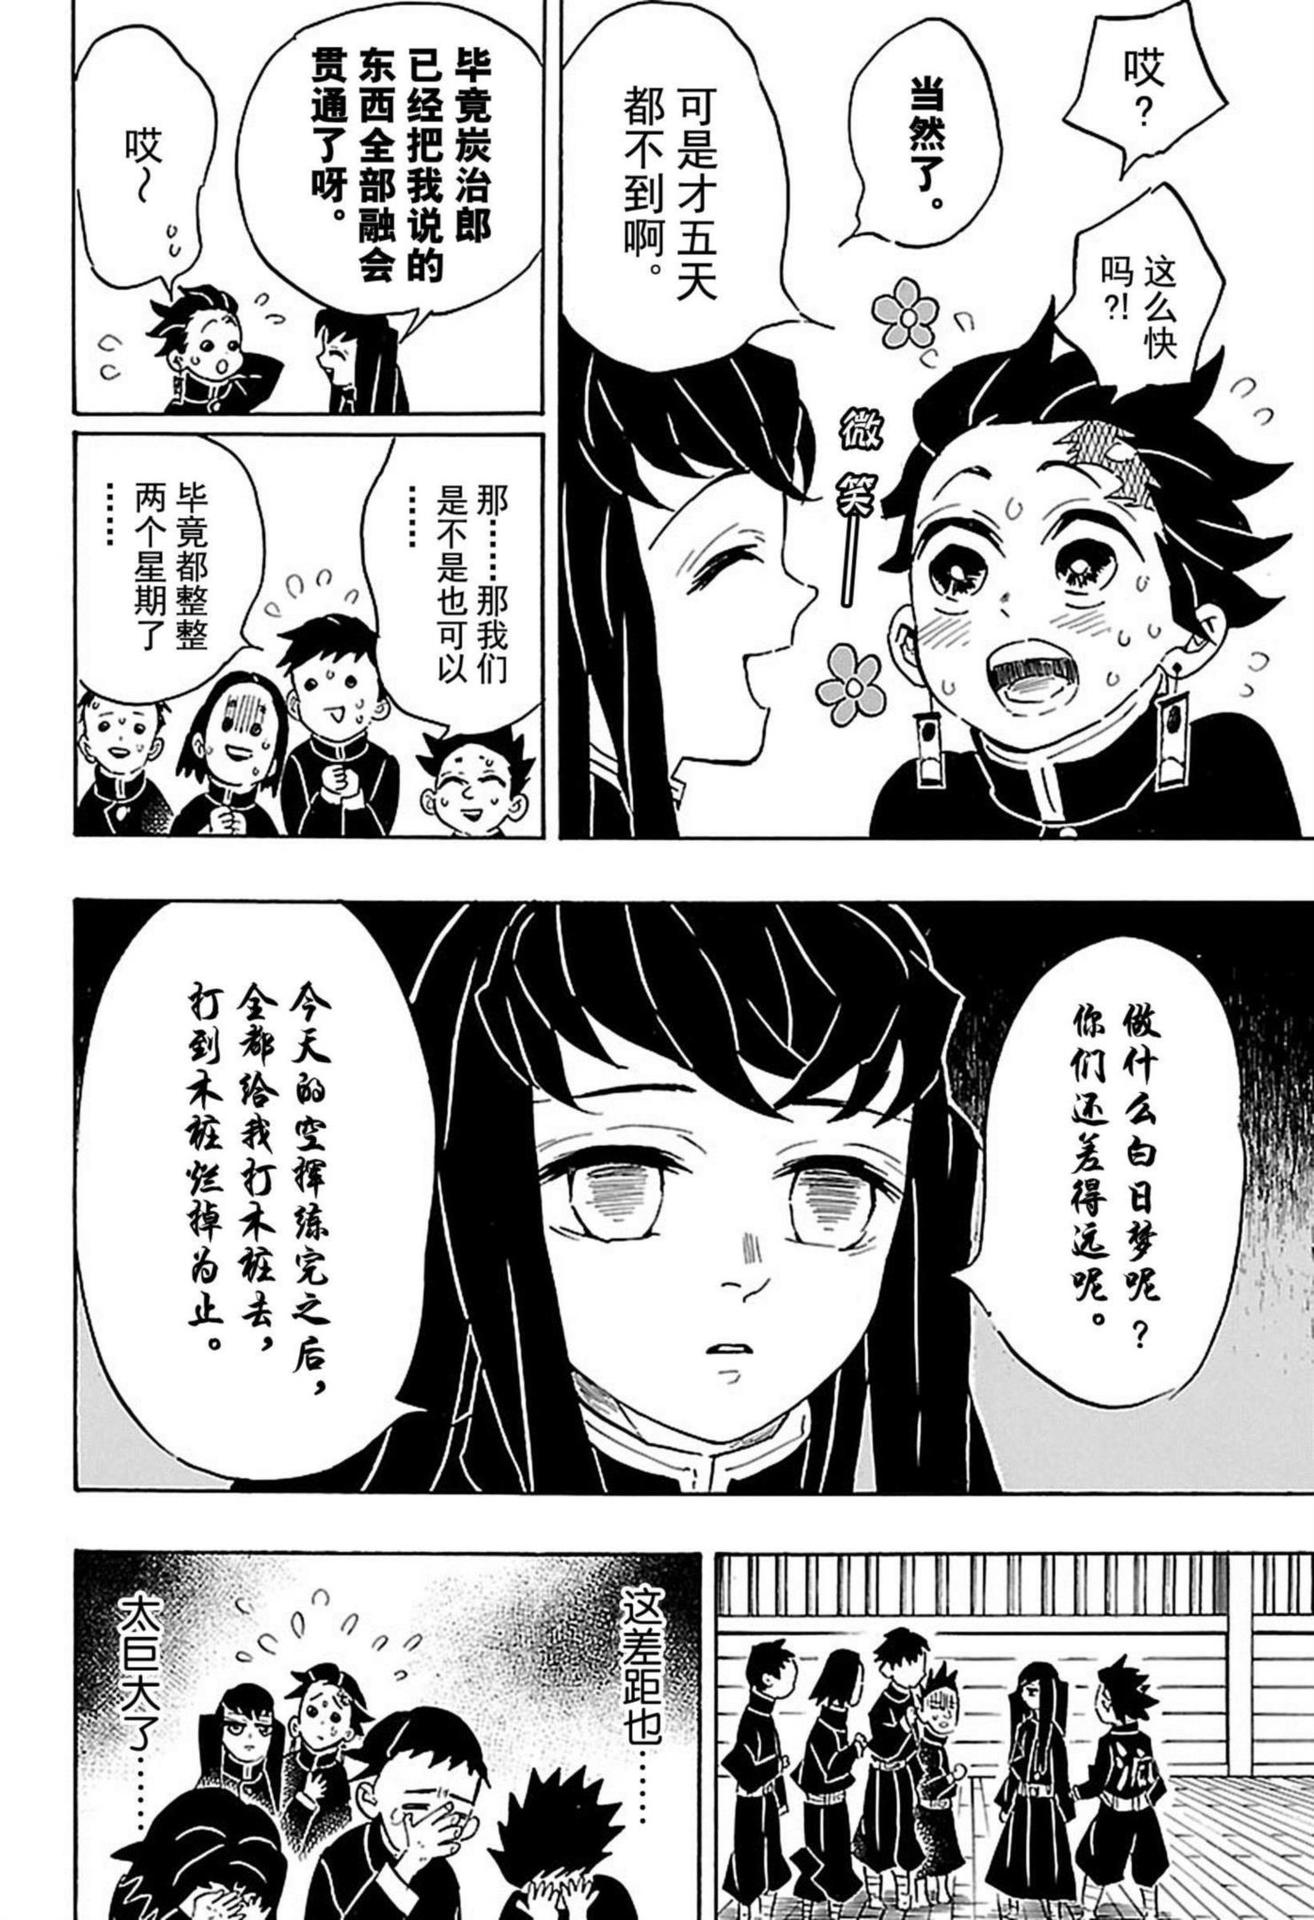 哎?
这么快
吗?!
当然了。
可是才五天
都不到啊。
微笑
毕竟炭治郎
已经把我说的
东西全部融会
贯通了呀。
哎~
那……那我们
是不是也可以
……
毕竟都整整
两个星期了
……
做什么白日梦呢?
你们还差得远呢。
今天的空挥练完之后,
全都给我打木桩去,
打到木桩烂掉为止。
这差距也……
太巨大了……